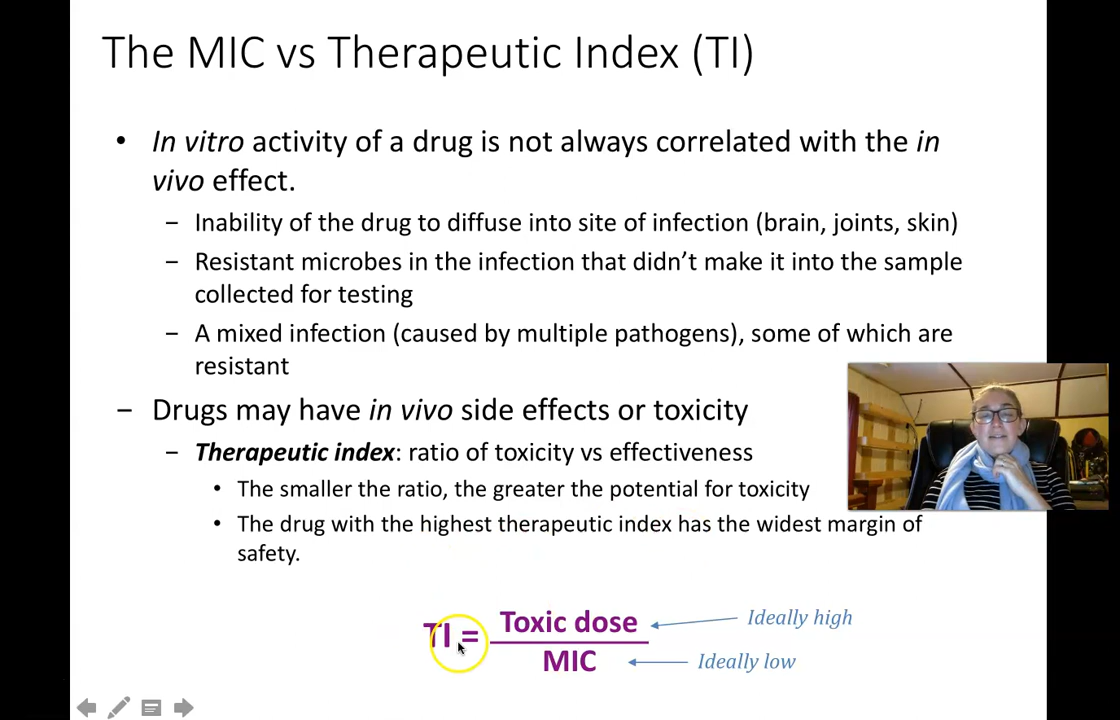 The MIC vs Therapeutic Index (TI)
• In vitro activity of a drug is not always correlated with the in
vivo effect.
– Inability of the drug to diffuse into site of infection (brain, joints, skin)
– Resistant microbes in the infection that didn’t make it into the sample
collected for testing
– A mixed infection (caused by multiple pathogens), some of which are
resistant
– Drugs may have in vivo side effects or toxicity
– Therapeutic index: ratio of toxicity vs effectiveness
• The smaller the ratio, the greater the potential for toxicity
• The drug with the highest therapeutic index has the widest margin of
safety.
TI = Toxic dose
MIC
Ideally high
Ideally low